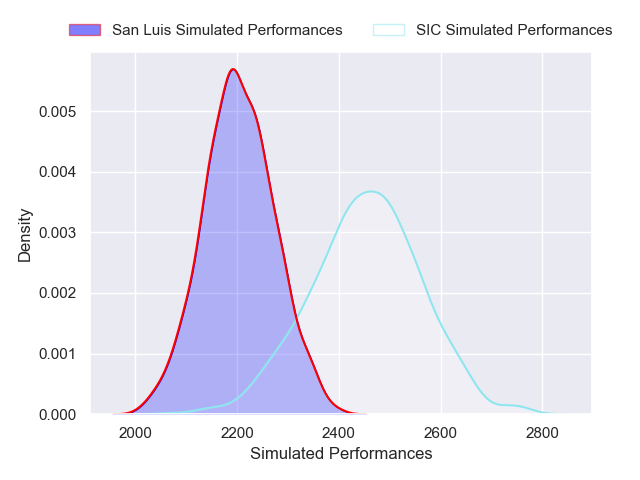 San Luis Simulated Performances SIC Simulated Performances
0.005
0.004
0.003
0.002
0.001
0.000
Density
2000 2200 2400 2600 2800
Simulated Performances